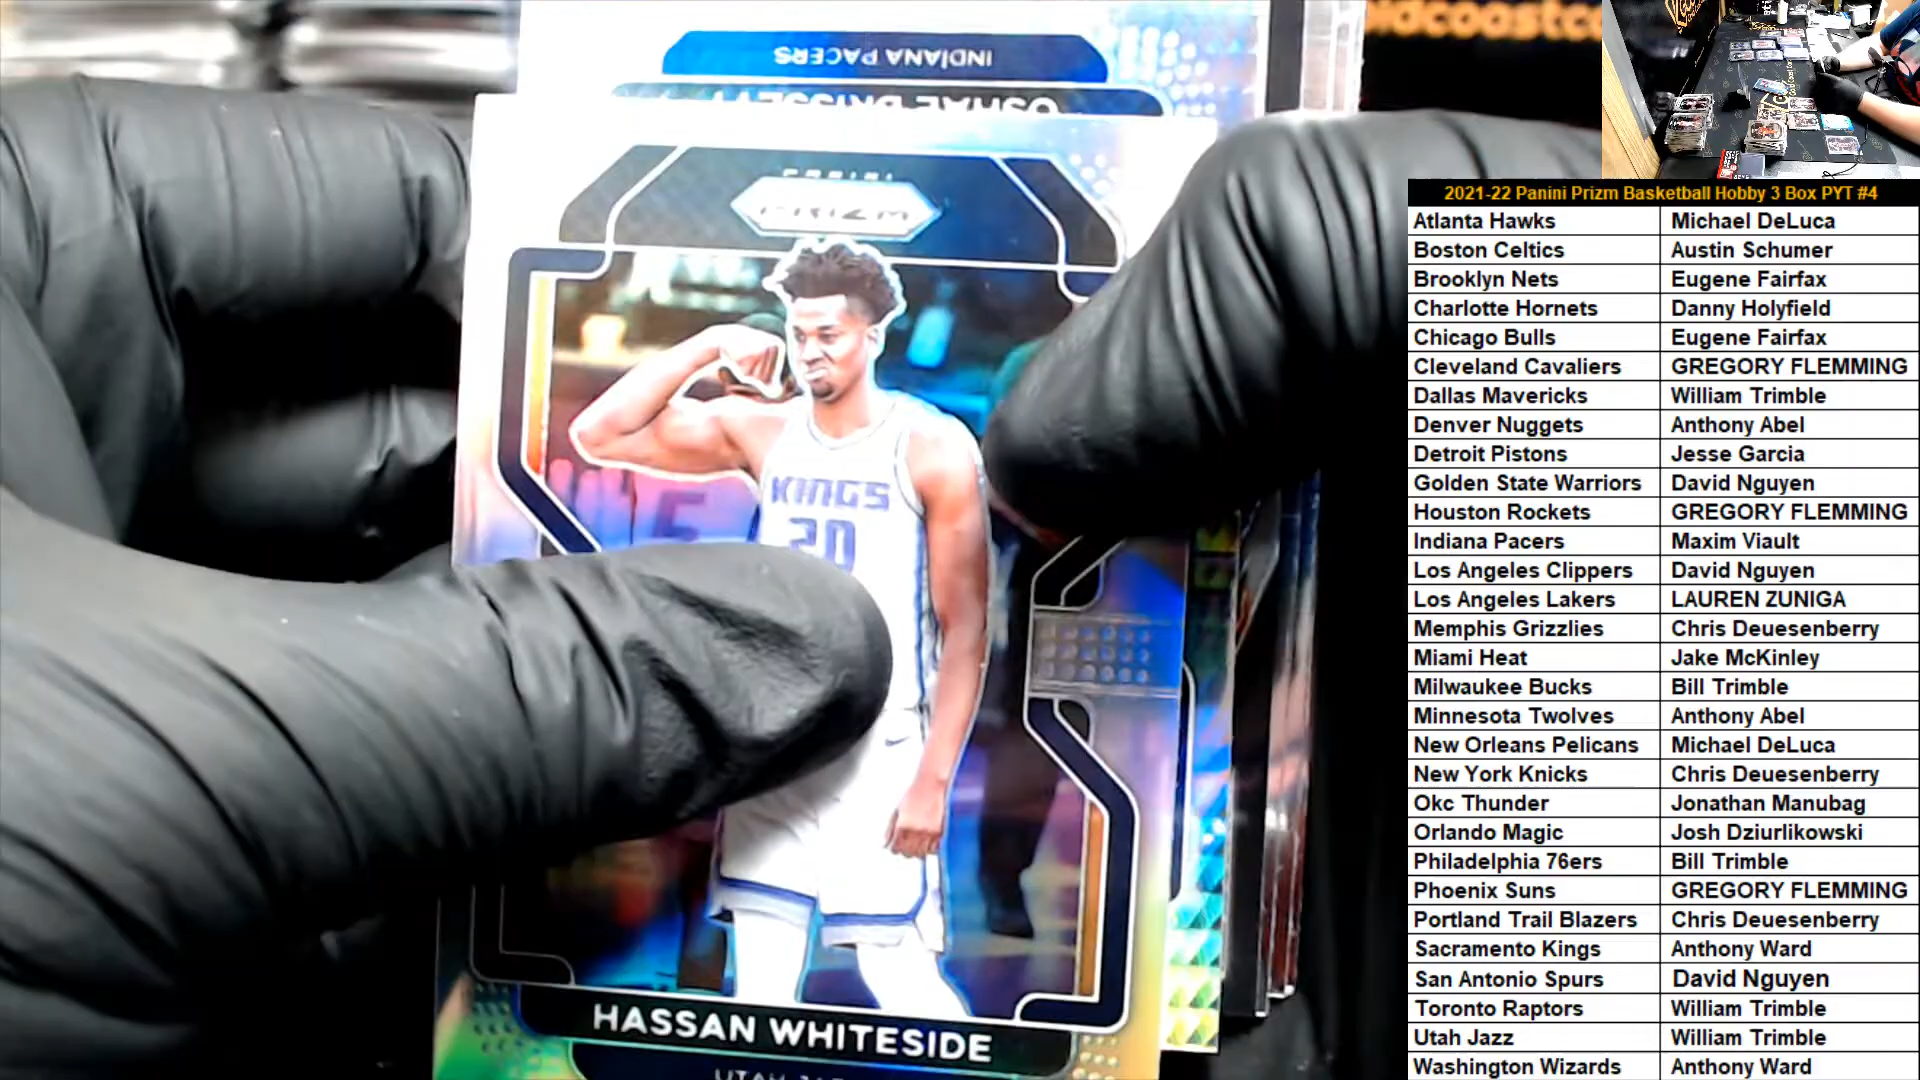 INDIANA PACERS
OSHAE BRISSETT
oldcoastc
PANINI
PRIZM
KINGS
20
HASSAN WHITESIDE
UTAH JA
2021-22 Panini Prizm Basketball Hobby 3 Box PYT #4
Atlanta Hawks Michael DeLuca
Boston Celtics Austin Schumer
Brooklyn Nets Eugene Fairfax
Charlotte Hornets Danny Holyfield
Chicago Bulls Eugene Fairfax
Cleveland Cavaliers GREGORY FLEMMING
Dallas Mavericks William Trimble
Denver Nuggets Anthony Abel
Detroit Pistons Jesse Garcia
Golden State Warriors David Nguyen
Houston Rockets GREGORY FLEMMING
Indiana Pacers Maxim Viault
Los Angeles Clippers David Nguyen
Los Angeles Lakers LAUREN ZUNIGA
Memphis Grizzlies Chris Deuesenberry
Miami Heat Jake McKinley
Milwaukee Bucks Bill Trimble
Minnesota Twolves Anthony Abel
New Orleans Pelicans Michael DeLuca
New York Knicks Chris Deuesenberry
Okc Thunder Jonathan Manubag
Orlando Magic Josh Dziurlikowski
Philadelphia 76ers Bill Trimble
Phoenix Suns GREGORY FLEMMING
Portland Trail Blazers Chris Deuesenberry
Sacramento Kings Anthony Ward
San Antonio Spurs David Nguyen
Toronto Raptors William Trimble
Utah Jazz William Trimble
Washington Wizards Anthony Ward